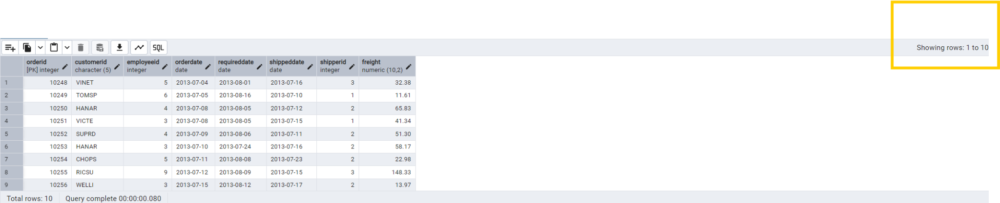 SQL
Showing rows: 1 to 10
orderid customerid employeeid orderdate requireddate shippeddate shipperid freight
[PK] integer character (5) integer date date date integer numeric (10,2)
1 10248 VINET 5 2013-07-04 2013-08-01 2013-07-16 3 32.38
2 10249 TOMSP 6 2013-07-05 2013-08-16 2013-07-10 1 11.61
3 10250 HANAR 4 2013-07-08 2013-08-05 2013-07-12 2 65.83
4 10251 VICTE 3 2013-07-08 2013-08-05 2013-07-15 1 41.34
5 10252 SUPRD 4 2013-07-09 2013-08-06 2013-07-11 2 51.30
6 10253 HANAR 3 2013-07-10 2013-07-24 2013-07-16 2 58.17
7 10254 CHOPS 5 2013-07-11 2013-08-08 2013-07-23 2 22.98
8 10255 RICSU 9 2013-07-12 2013-08-09 2013-07-15 3 148.33
9 10256 WELLI 3 2013-07-15 2013-08-12 2013-07-17 2 13.97
Total rows: 10 Query complete 00:00:00.080